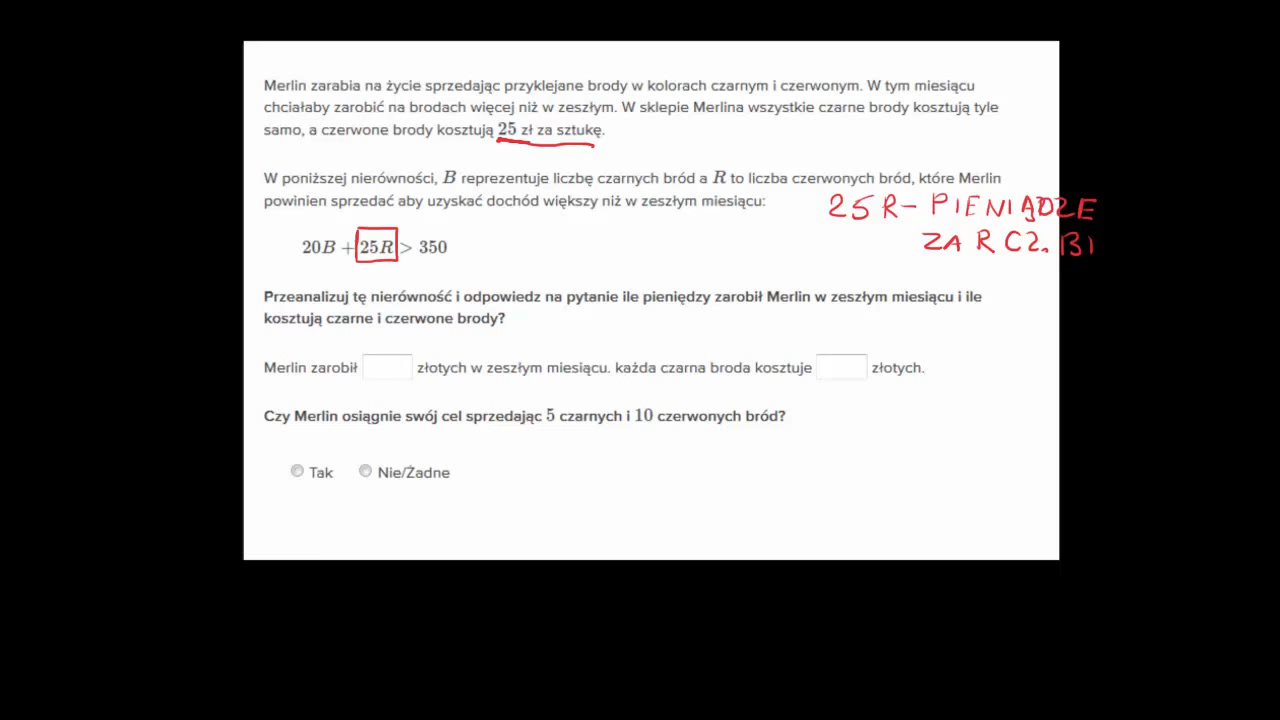 Merlin zarabia na życie sprzedając przyklejane brody w kolorach czarnym i czerwonym. W tym miesiącu
chciałaby zarobić na brodach więcej niż w zeszłym. W sklepie Merlina wszystkie czarne brody kosztują tyle
samo, a czerwone brody kosztują 25 zł za sztukę.
W poniższej nierówności, B reprezentuje liczbę czarnych bród a R to liczba czerwonych bród, które Merlin
powinien sprzedać aby uzyskać dochód większy niż w zeszłym miesiącu:
25 R – PIENIĄDZE
ZA R CZ.
20B + 25R > 350
Przeanalizuj tę nierówność i odpowiedz na pytanie ile pieniędzy zarobił Merlin w zeszłym miesiącu i ile
kosztują czarne i czerwone brody?
Merlin zarobił złotych w zeszłym miesiącu. każda czarna broda kosztuje złotych.
Czy Merlin osiągnie swój cel sprzedając 5 czarnych i 10 czerwonych bród?
Tak Nie/Żadne